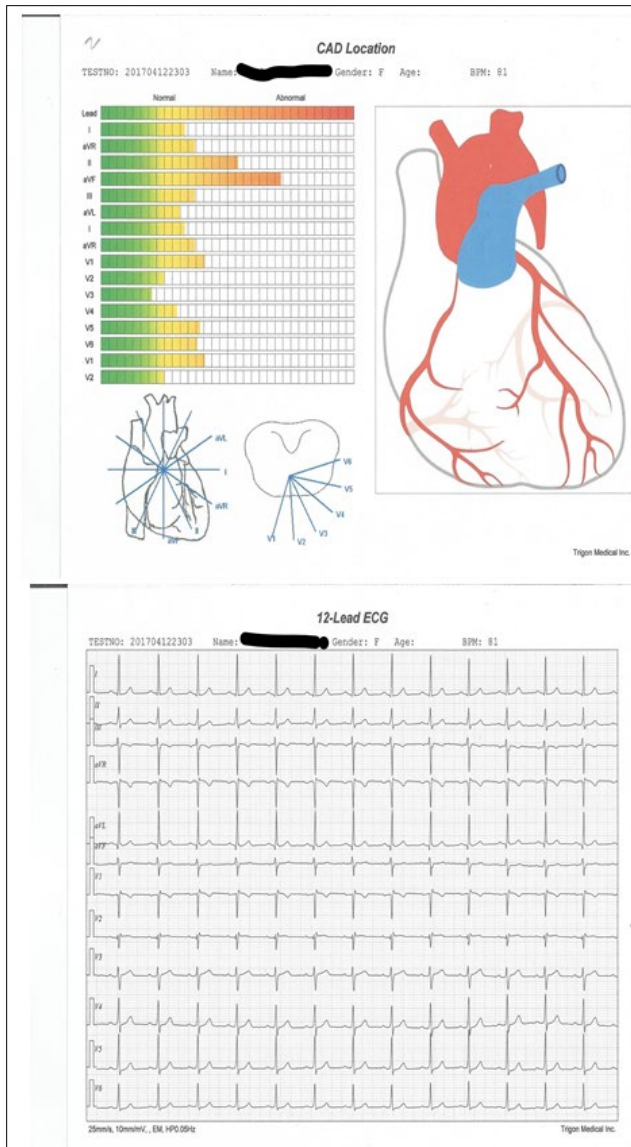 CAD Location
TESTNO: 201704122303 Name: Gender: F Age: BPM: 81
Normal Abnormal
Lead
I
aVR
II
aVF
III
aVL
I
aVR
V1
V2
V3
V4
V5
V6
V1
V2
aVL
I
aVR
III
aVF
II
V6
V5
V4
V3
V2
V1
Trigon Medical Inc.
12-Lead ECG
TESTNO: 201704122303 Name: Gender: F Age: BPM: 81
I
II
III
aVR
aVL
aVF
V1
V2
V3
V4
V5
V6
25mm/s, 10mm/mV, , EM, HP0.05Hz
Trigon Medical Inc.